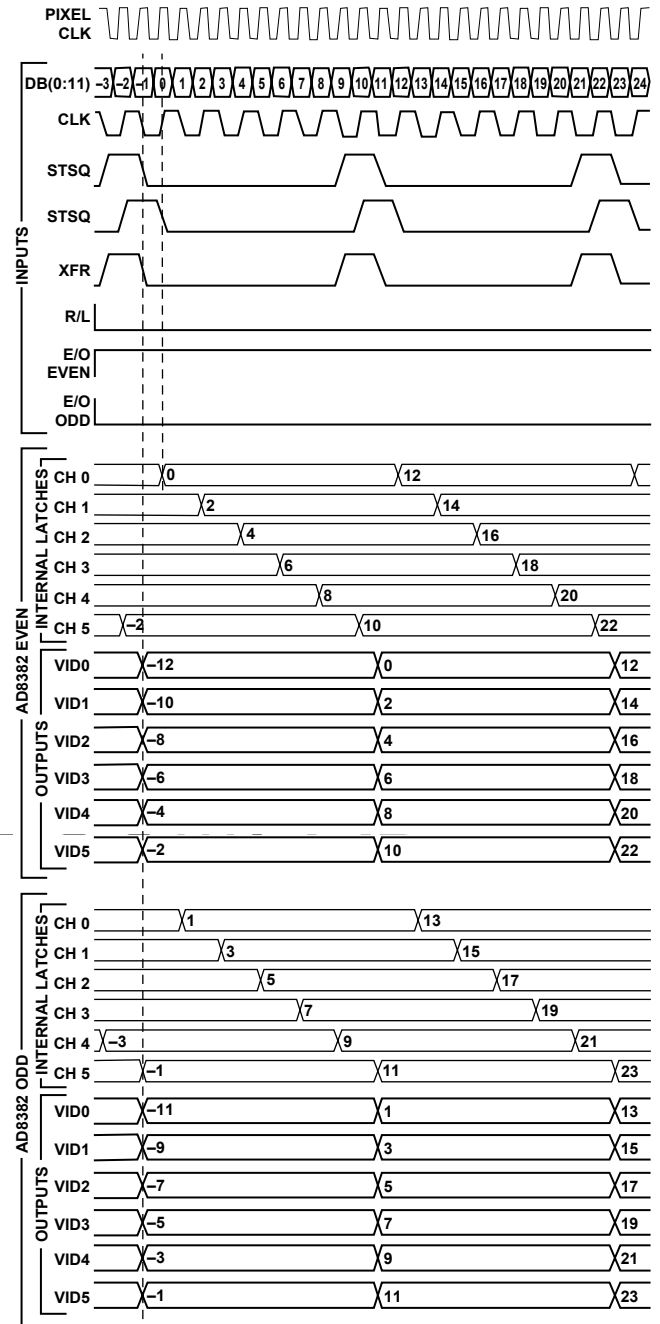 PIXEL
CLK
INPUTS
DB(0:11) –3 –2 –1 0 1 2 3 4 5 6 7 8 9 10 11 12 13 14 15 16 17 18 19 20 21 22 23 24
CLK
STSQ
STSQ
XFR
R/L
E/O
EVEN
E/O
ODD
AD8382 EVEN
INTERNAL LATCHES
CH 0 0 12
CH 1 2 14
CH 2 4 16
CH 3 6 18
CH 4 8 20
CH 5 –2 10 22
OUTPUTS
VID0 –12 0 12
VID1 –10 2 14
VID2 –8 4 16
VID3 –6 6 18
VID4 –4 8 20
VID5 –2 10 22
AD8382 ODD
INTERNAL LATCHES
CH 0 1 13
CH 1 3 15
CH 2 5 17
CH 3 7 19
CH 4 –3 9 21
CH 5 –1 11 23
OUTPUTS
VID0 –11 1 13
VID1 –9 3 15
VID2 –7 5 17
VID3 –5 7 19
VID4 –3 9 21
VID5 –1 11 23